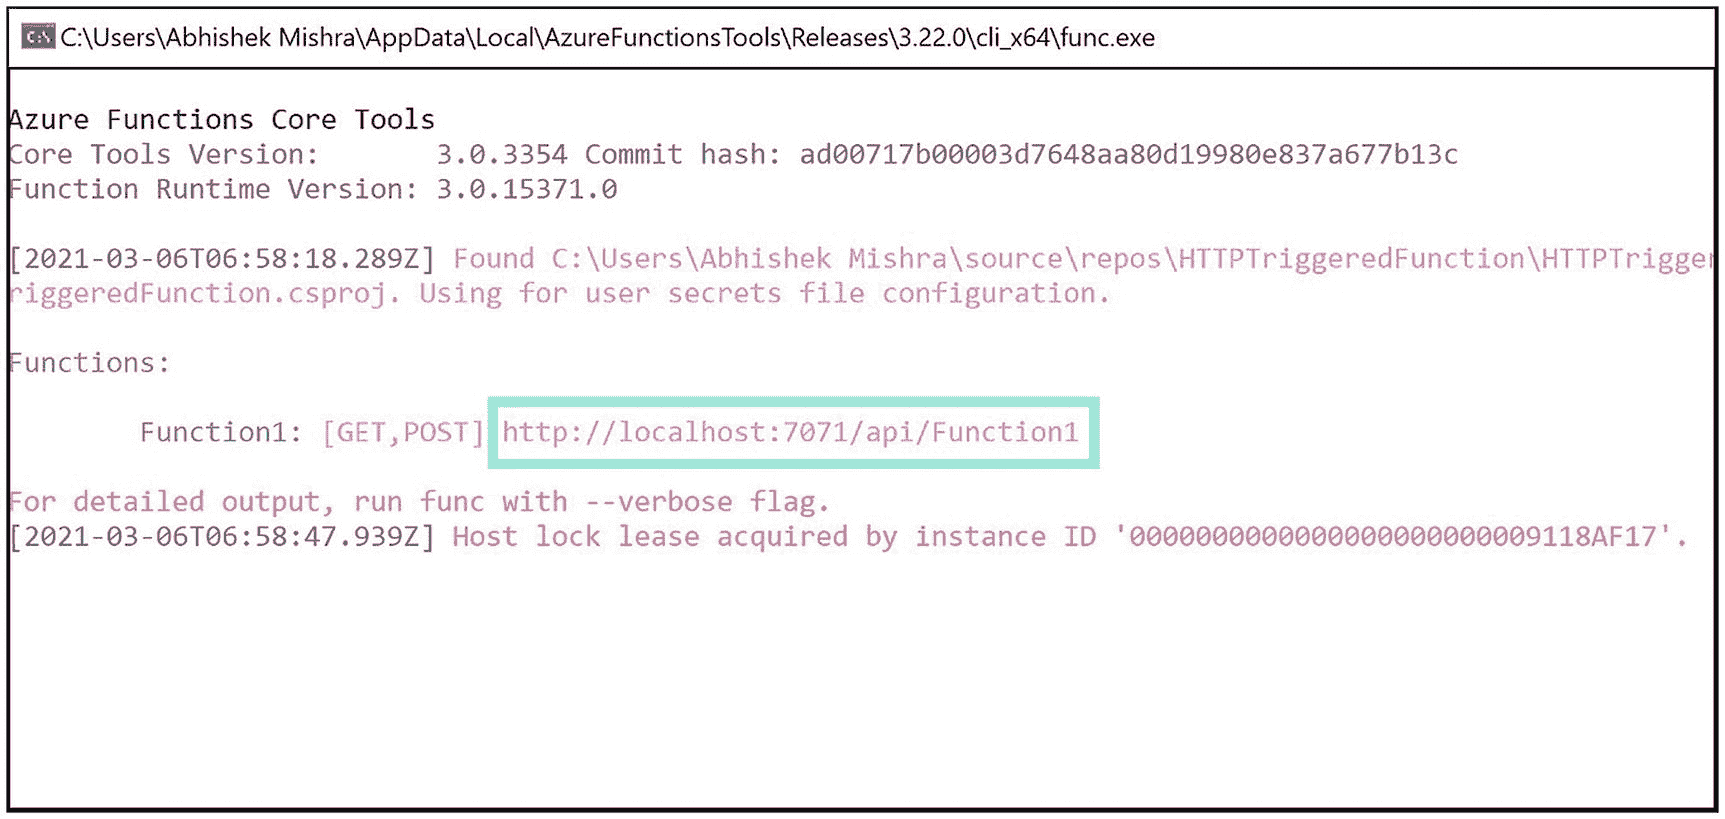 C:\Users\Abhishek Mishra\AppData\Local\AzureFunctionsTools\Releases\3.22.0\cli_x64\func.exe
Azure Functions Core Tools
Core Tools Version:       3.0.3354 Commit hash: ad00717b00003d7648aa80d19980e837a677b13c
Function Runtime Version: 3.0.15371.0
[2021-03-06T06:58:18.289Z] Found C:\Users\Abhishek Mishra\source\repos\HTTPTriggeredFunction\HTTPTrigger
riggeredFunction.csproj. Using for user secrets file configuration.
Functions:
Function1: [GET,POST] http://localhost:7071/api/Function1
For detailed output, run func with --verbose flag.
[2021-03-06T06:58:47.939Z] Host lock lease acquired by instance ID '0000000000000000000000009118AF17'.